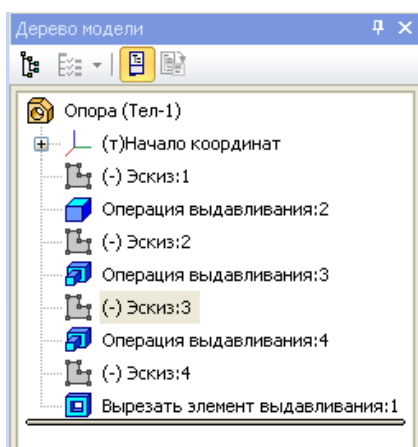 Дерево модели
Опора (Тел-1)
(т)Начало координат
(-) Эскиз:1
Операция выдавливания:2
(-) Эскиз:2
Операция выдавливания:3
(-) Эскиз:3
Операция выдавливания:4
(-) Эскиз:4
Вырезать элемент выдавливания:1